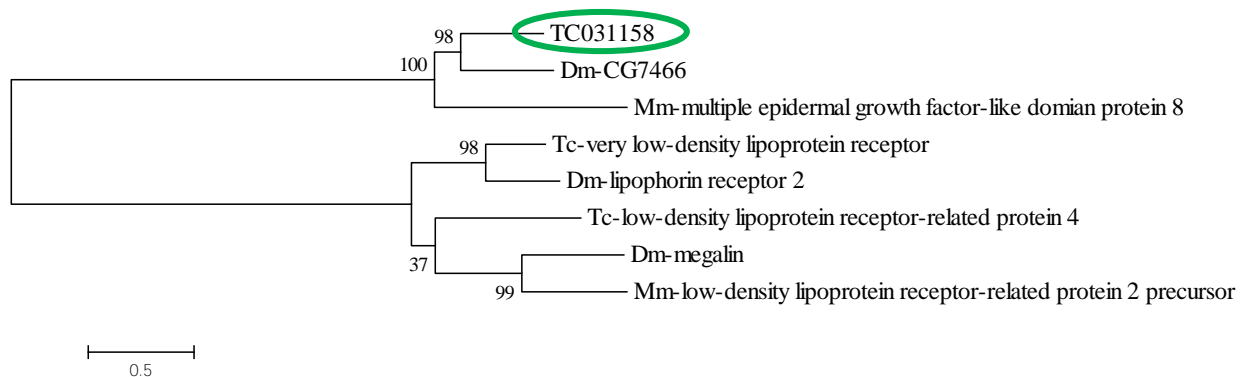 98
TC031158
100
Dm-CG7466
Mm-multiple epidermal growth factor-like domian protein 8
98
Tc-very low-density lipoprotein receptor
Dm-lipophorin receptor 2
Tc-low-density lipoprotein receptor-related protein 4
37
Dm-megalin
99
Mm-low-density lipoprotein receptor-related protein 2 precursor
0.5